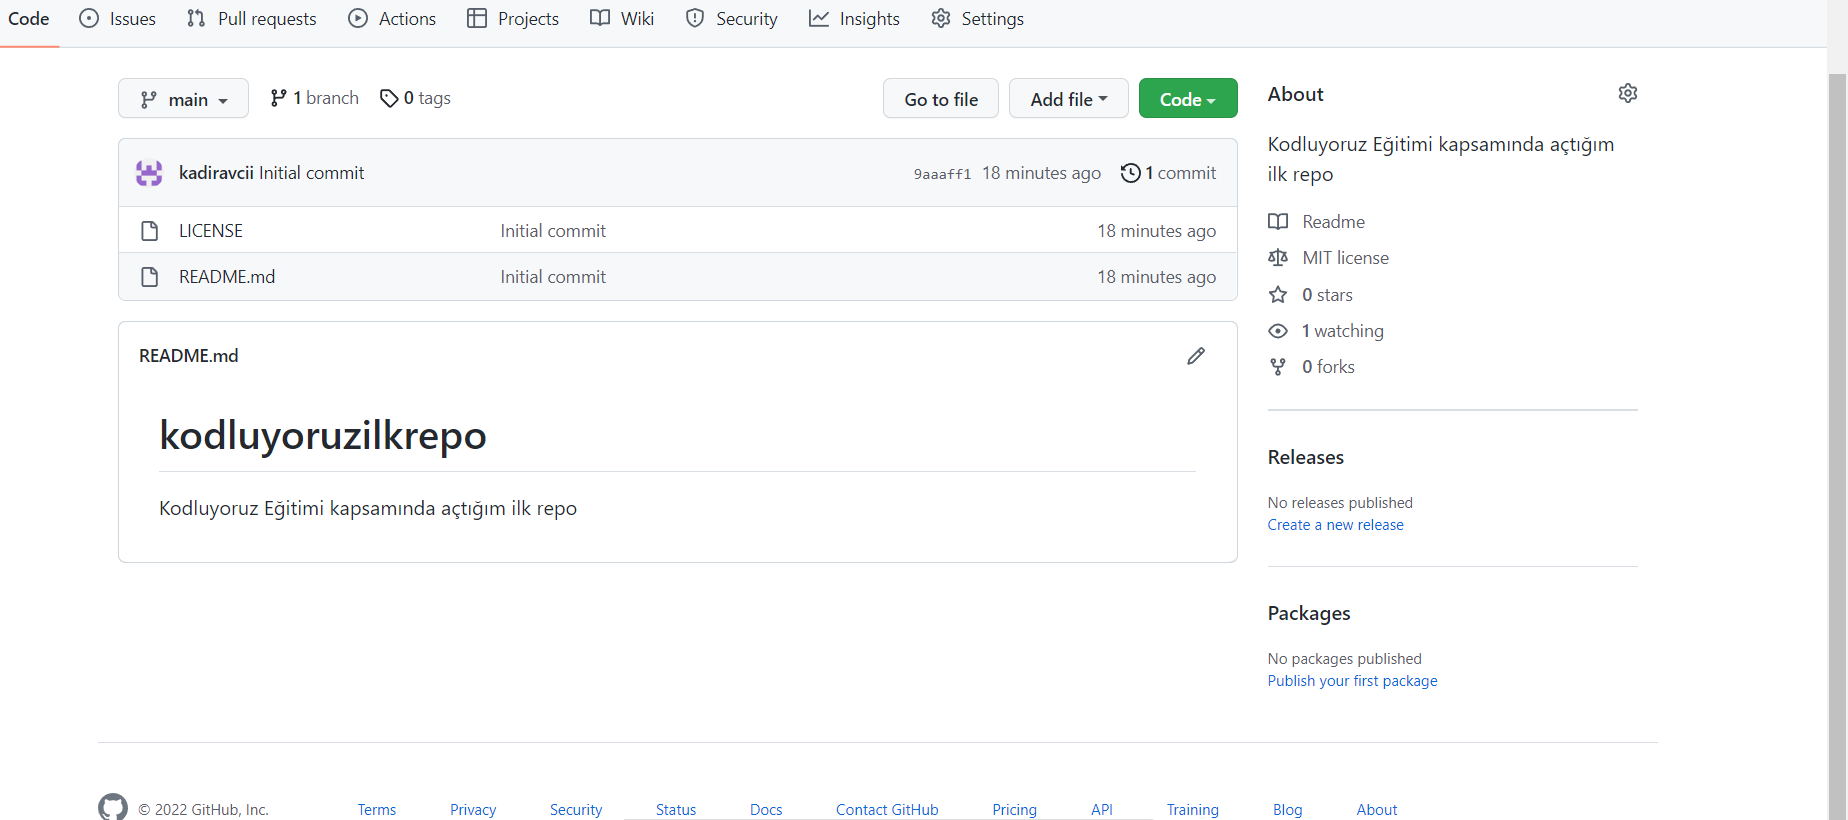 Code Issues Pull requests Actions Projects Wiki Security Insights Settings
main 1 branch 0 tags Go to file Add file Code
kadiravcii Initial commit 9aaaff1 18 minutes ago 1 commit
LICENSE Initial commit 18 minutes ago
README.md Initial commit 18 minutes ago
README.md
kodluyoruzilkrepo
Kodluyoruz Eğitimi kapsamında açtığım ilk repo
About
Kodluyoruz Eğitimi kapsamında açtığım
ilk repo
Readme
MIT license
0 stars
1 watching
0 forks
Releases
No releases published
Create a new release
Packages
No packages published
Publish your first package
© 2022 GitHub, Inc. Terms Privacy Security Status Docs Contact GitHub Pricing API Training Blog About